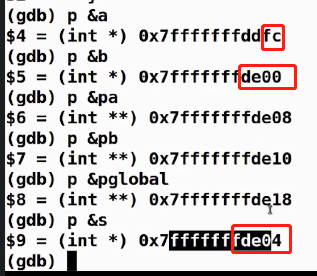 (gdb) p &a
$4 = (int *) 0x7fffffffddfc
(gdb) p &b
$5 = (int *) 0x7fffffffde00
(gdb) p &pa
$6 = (int **) 0x7fffffffde08
(gdb) p &pb
$7 = (int **) 0x7fffffffde10
(gdb) p &pglobal
$8 = (int **) 0x7fffffffde18
(gdb) p &s
$9 = (int *) 0x7fffffffde04
(gdb)